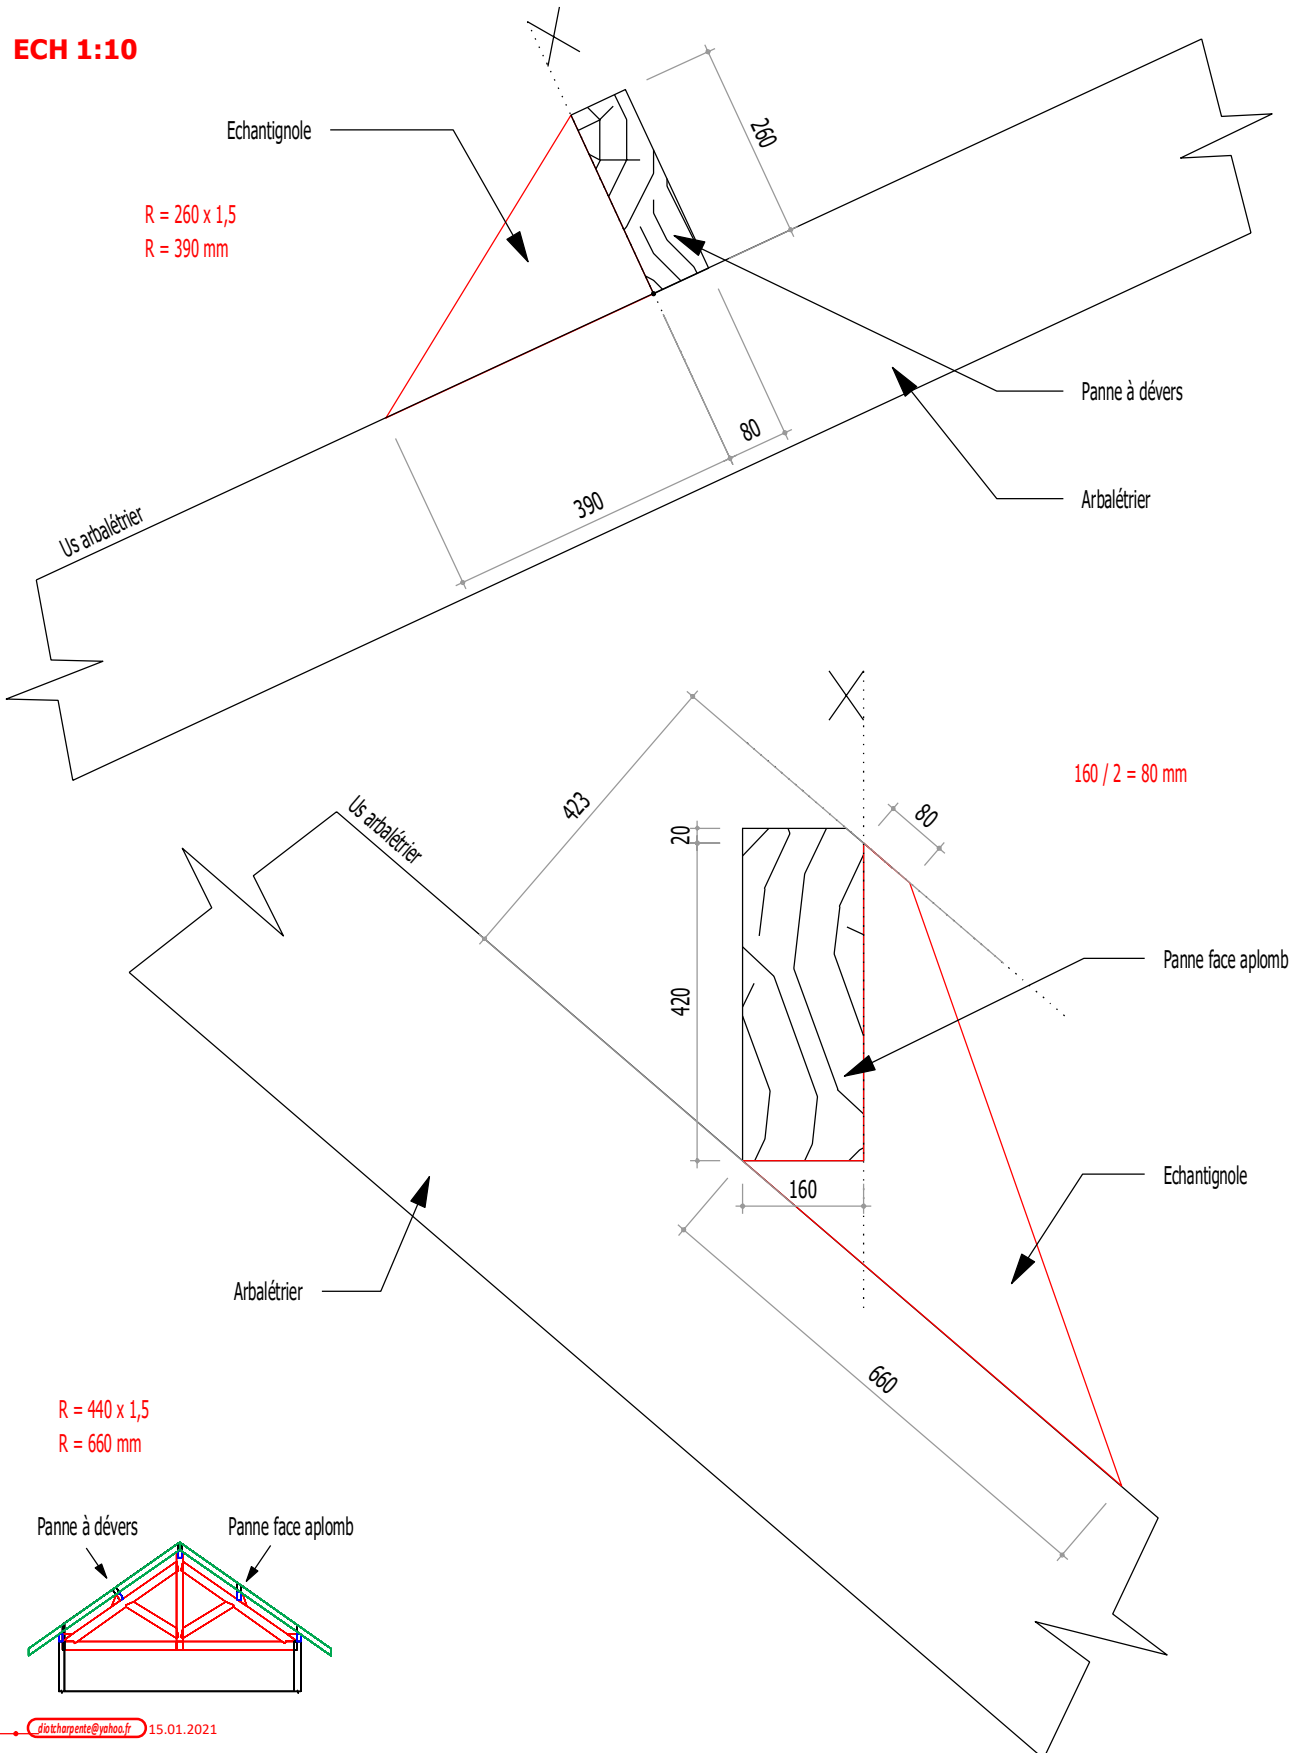 ECH 1:10
Echantignole
260
R = 260 x 1,5
R = 390 mm
Panne à dévers
80
390
Arbalétrier
Us arbalétrier
160 / 2 = 80 mm
423
Us arbalétrier
20
80
Panne face aplomb
420
160
Echantignole
Arbalétrier
660
R = 440 x 1,5
R = 660 mm
Panne à dévers
Panne face aplomb
diotcharpente@yahoo.fr 15.01.2021